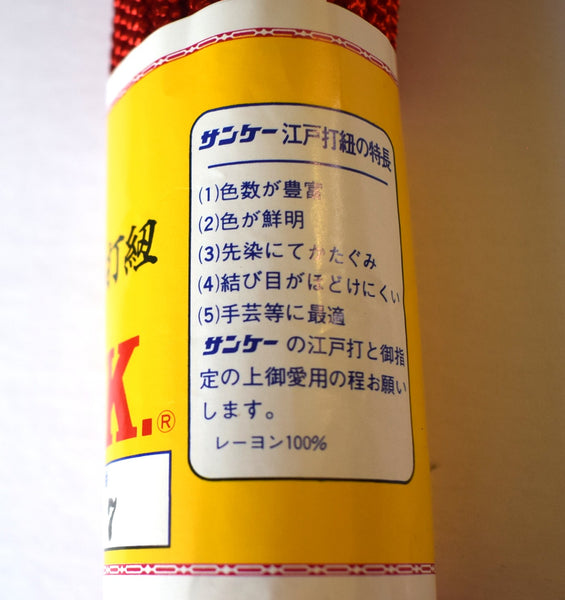 サンケー江戸打紐の特長
(1)色数が豊富
(2)色が鮮明
(3)先染にてかたぐみ
(4)結び目がほどけにくい
(5)手芸等に最適
サンケーの江戸打と御指
定の上御愛用の程お願い
します。
レーヨン100%
打紐
K.®
7